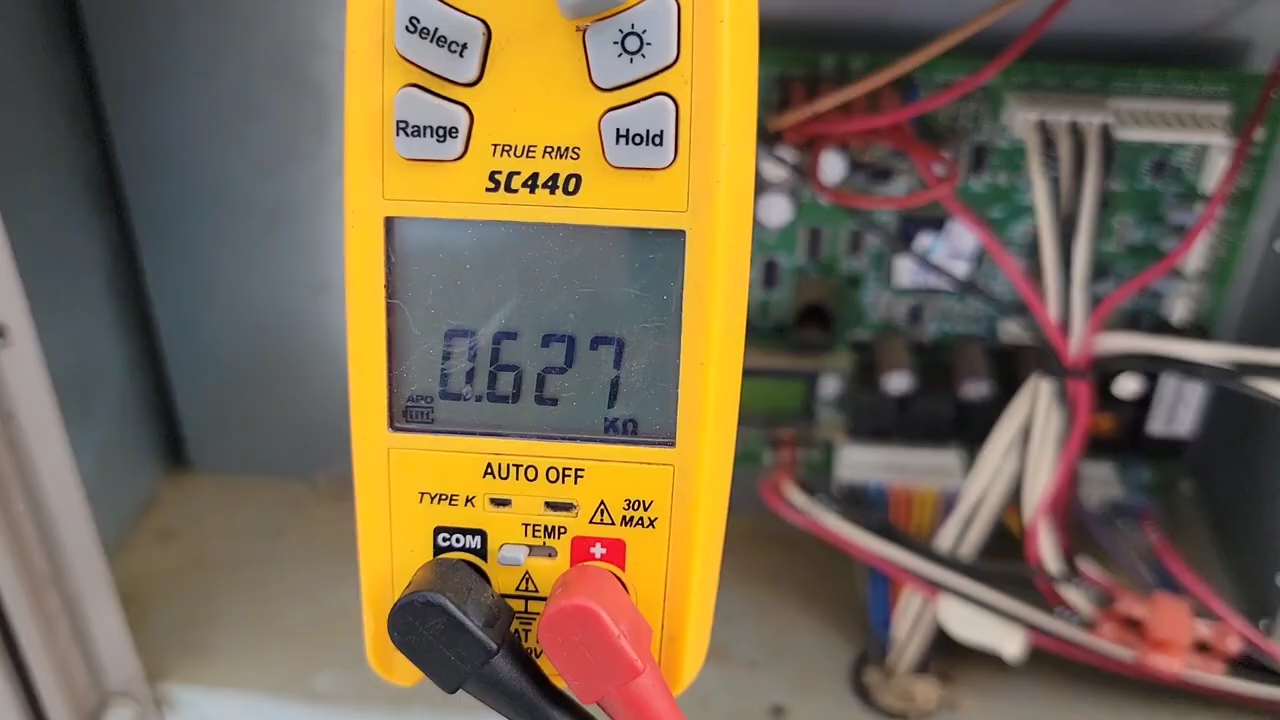 Select
Range
Hold
TRUE RMS
SC440
0.627
APO
KΩ
AUTO OFF
TYPE K
30V
MAX
TEMP
COM
+